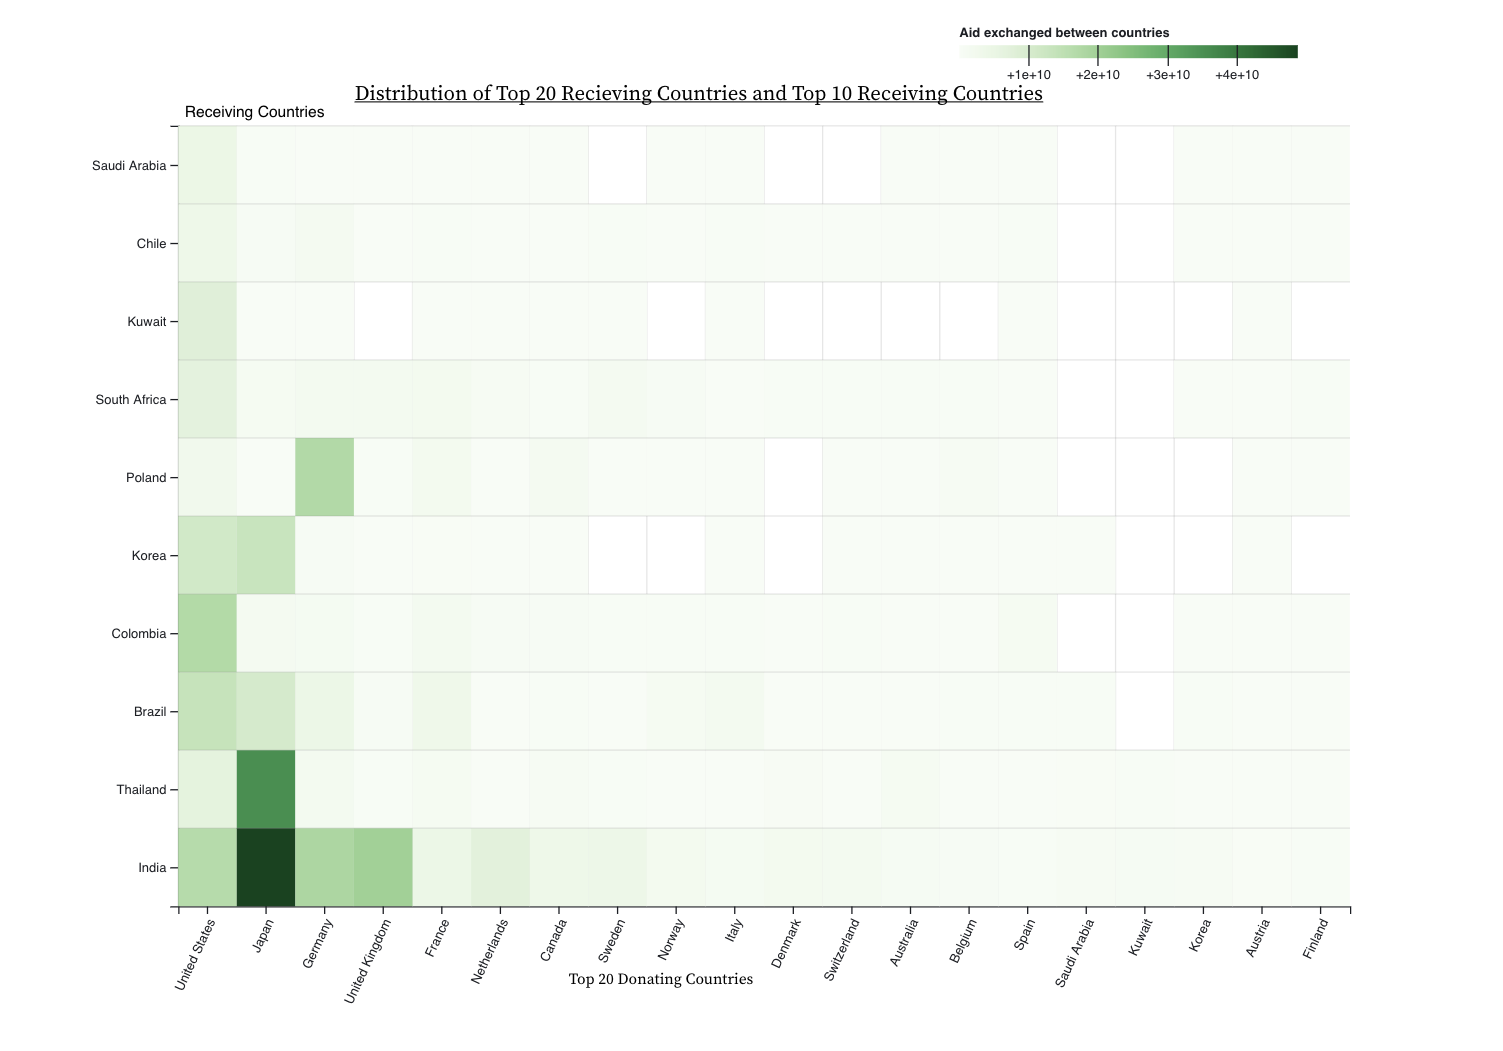 Aid exchanged between countries
+1e+10 +2e+10 +3e+10 +4e+10
Distribution of Top 20 Recieving Countries and Top 10 Receiving Countries
Receiving Countries
Saudi Arabia
Chile
Kuwait
South Africa
Poland
Korea
Colombia
Brazil
Thailand
India
United States
Japan
Germany
United Kingdom
France
Netherlands
Canada
Sweden
Norway
Italy
Denmark
Switzerland
Australia
Belgium
Spain
Saudi Arabia
Kuwait
Korea
Austria
Finland
Top 20 Donating Countries